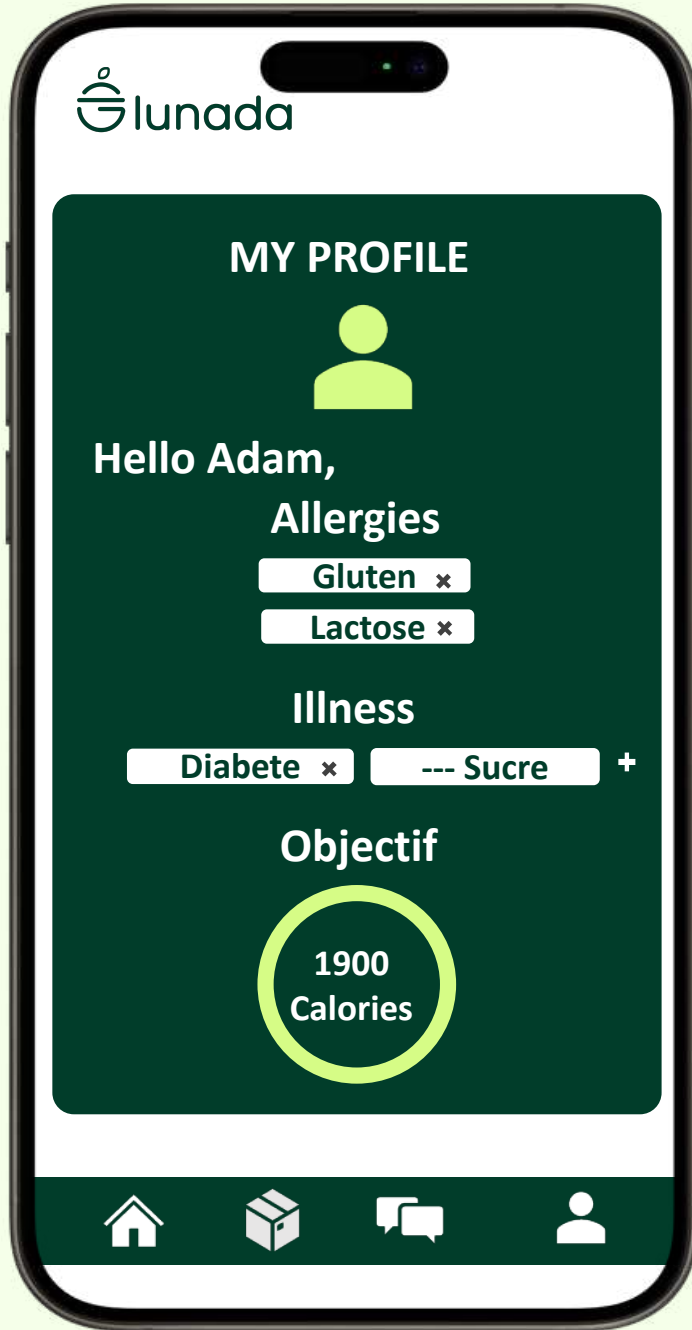 Glunada
MY PROFILE
Hello Adam,
Allergies
Gluten ×
Lactose ×
Illness
Diabete × --- Sucre +
Objectif
1900
Calories